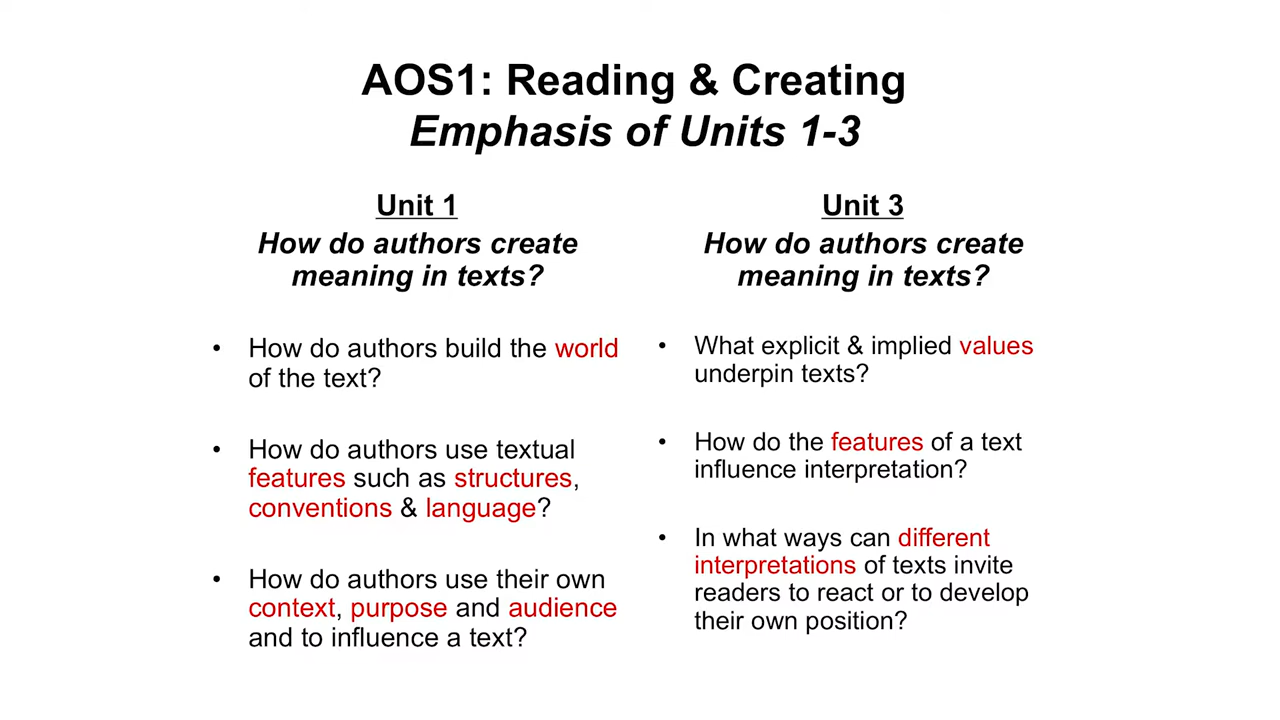 AOS1: Reading & Creating
Emphasis of Units 1-3
Unit 1
How do authors create
meaning in texts?
• How do authors build the world
of the text?
• How do authors use textual
features such as structures,
conventions & language?
• How do authors use their own
context, purpose and audience
and to influence a text?
Unit 3
How do authors create
meaning in texts?
• What explicit & implied values
underpin texts?
• How do the features of a text
influence interpretation?
• In what ways can different
interpretations of texts invite
readers to react or to develop
their own position?